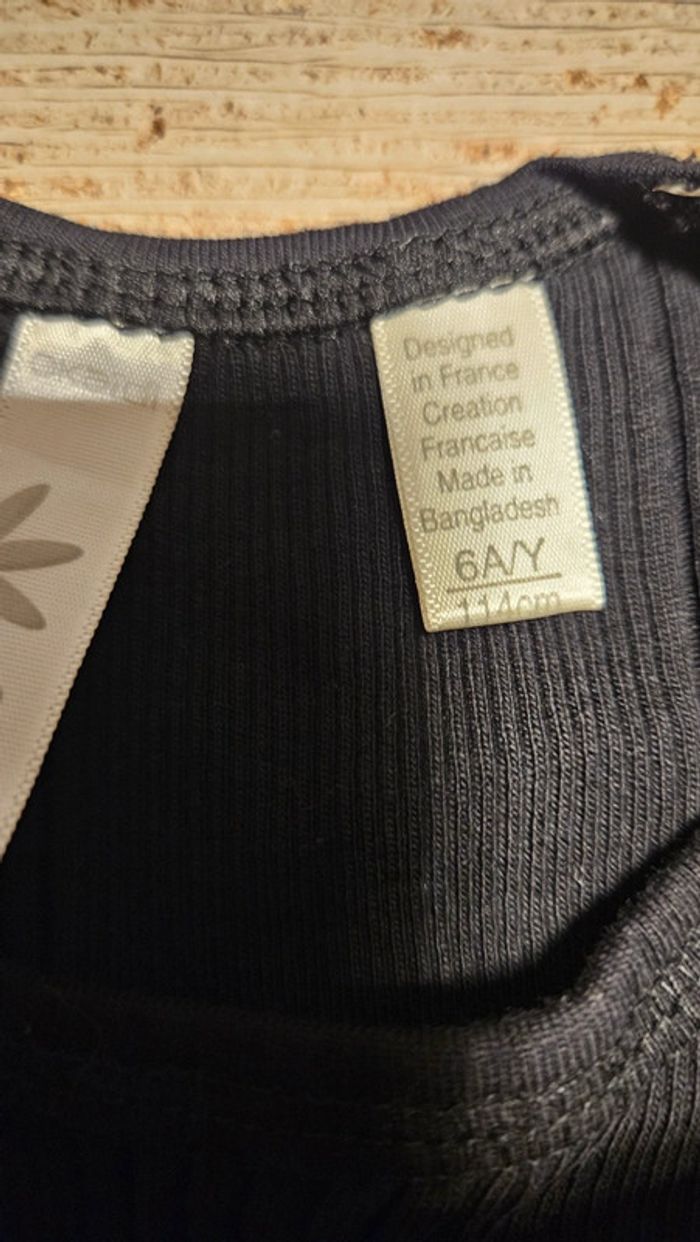 Designed
in France
Creation
Francaise
Made in
Bangladesh
6A/Y
114cm